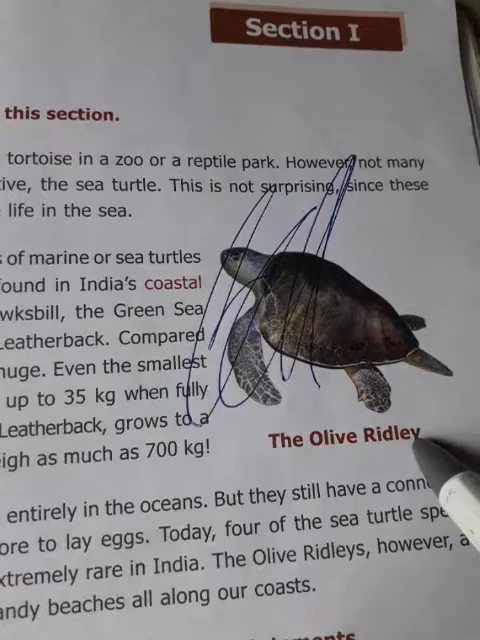 Section I
this section.
tortoise in a zoo or a reptile park. However, not many
tive, the sea turtle. This is not surprising, since these
life in the sea.
s of marine or sea turtles
found in India's coastal
wksbill, the Green Sea
Leatherback. Compared
huge. Even the smallest
up to 35 kg when fully
Leatherback, grows to a
eigh as much as 700 kg!
The Olive Ridley
entirely in the oceans. But they still have a conn
ore to lay eggs. Today, four of the sea turtle spe
xtremely rare in India. The Olive Ridleys, however, a
andy beaches all along our coasts.